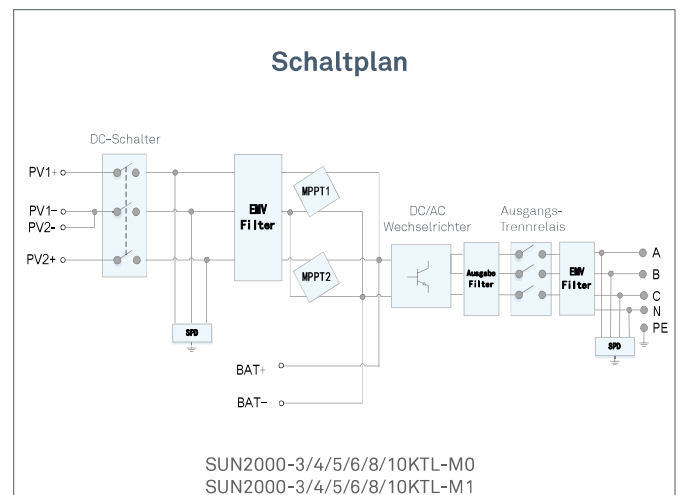 Schaltplan
DC-Schalter
PV1+
PV1-
PV2-
PV2+
EMV
Filter
MPPT1
MPPT2
SPD
BAT+
BAT-
DC/AC
Wechselrichter
Ausgabe
Filter
Ausgangs-
Trennrelais
EMV
Filter
A
B
C
N
PE
SPD
SUN2000-3/4/5/6/8/10KTL-M0
SUN2000-3/4/5/6/8/10KTL-M1